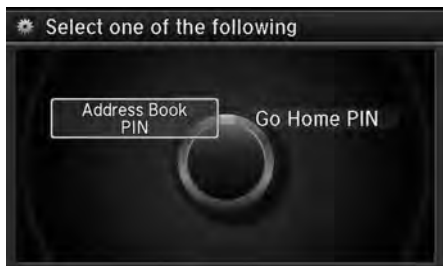 Select one of the following
Address Book
PIN
Go Home PIN